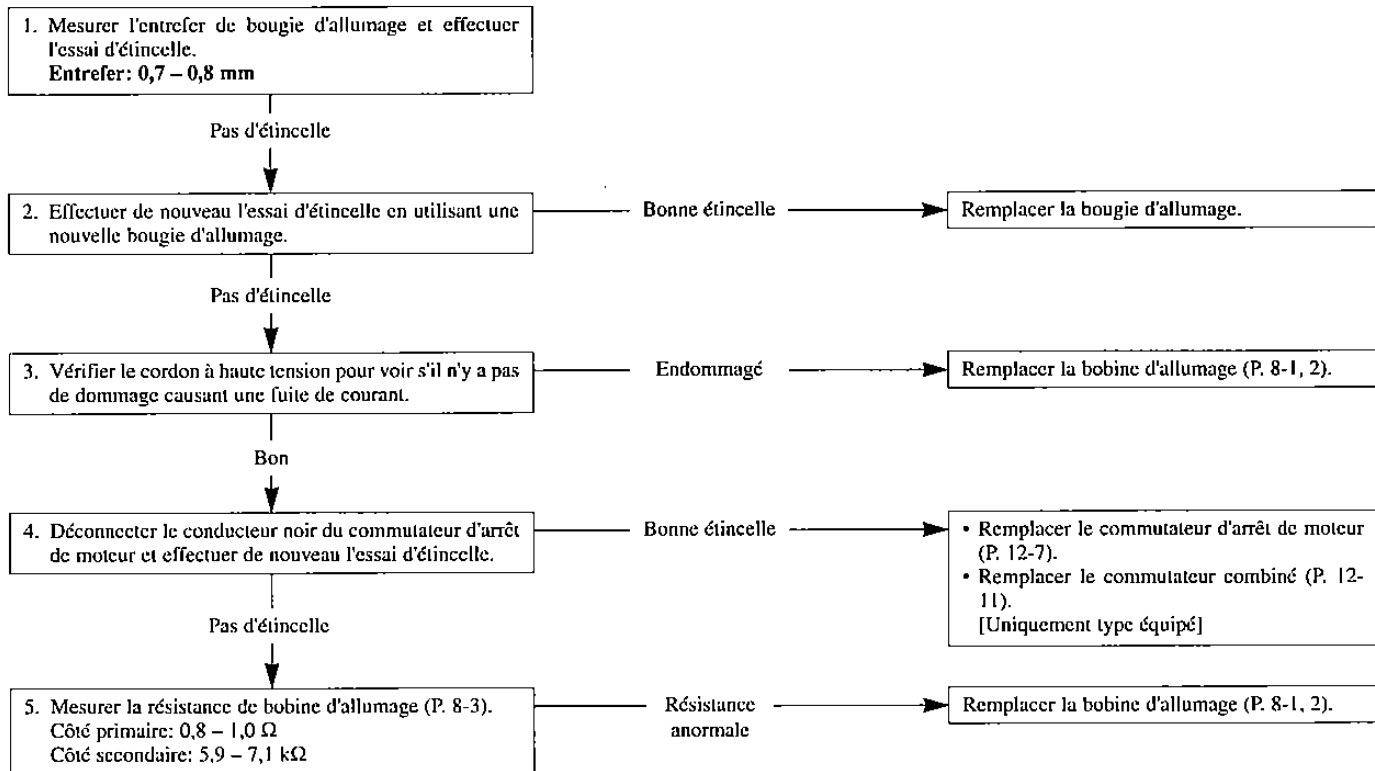 1. Mesurer l'entrefer de bougie d'allumage et effectuer
l'essai d'étincelle.
Entrefer: 0,7 – 0,8 mm
Pas d'étincelle
2. Effectuer de nouveau l'essai d'étincelle en utilisant une
nouvelle bougie d'allumage.
Bonne étincelle
Remplacer la bougie d'allumage.
Pas d'étincelle
3. Vérifier le cordon à haute tension pour voir s'il n'y a pas
de dommage causant une fuite de courant.
Endommagé
Remplacer la bobine d'allumage (P. 8-1, 2).
Bon
4. Déconnecter le conducteur noir du commutateur d'arrêt
de moteur et effectuer de nouveau l'essai d'étincelle.
Bonne étincelle
• Remplacer le commutateur d'arrêt de moteur
(P. 12-7).
• Remplacer le commutateur combiné (P. 12-
11).
[Uniquement type équipé]
Pas d'étincelle
5. Mesurer la résistance de bobine d'allumage (P. 8-3).
Côté primaire: 0,8 – 1,0 Ω
Côté secondaire: 5,9 – 7,1 kΩ
Résistance
anormale
Remplacer la bobine d'allumage (P. 8-1, 2).